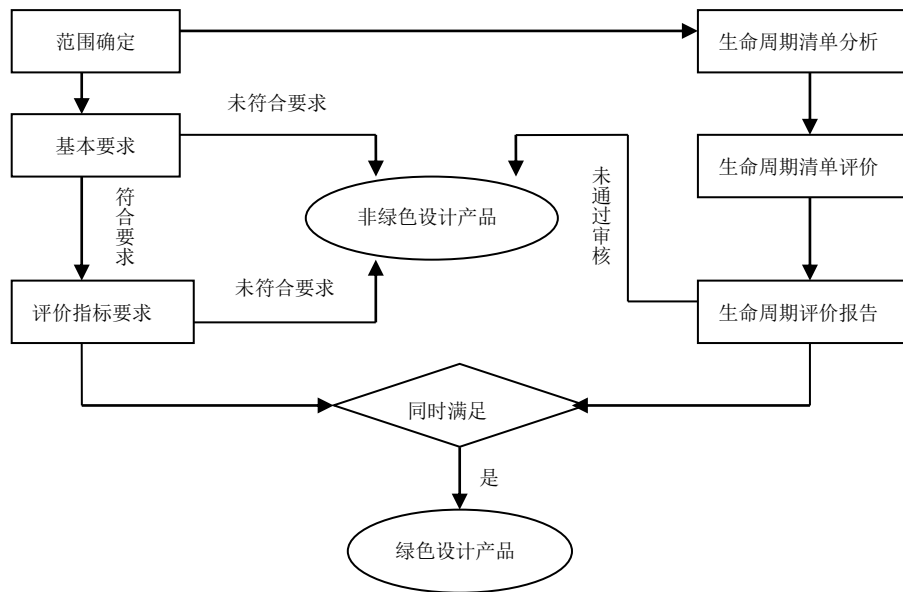 范围确定
生命周期清单分析
未符合要求
基本要求
生命周期清单评价
符合要求
未通过审核
非绿色设计产品
未符合要求
评价指标要求
生命周期评价报告
同时满足
是
绿色设计产品